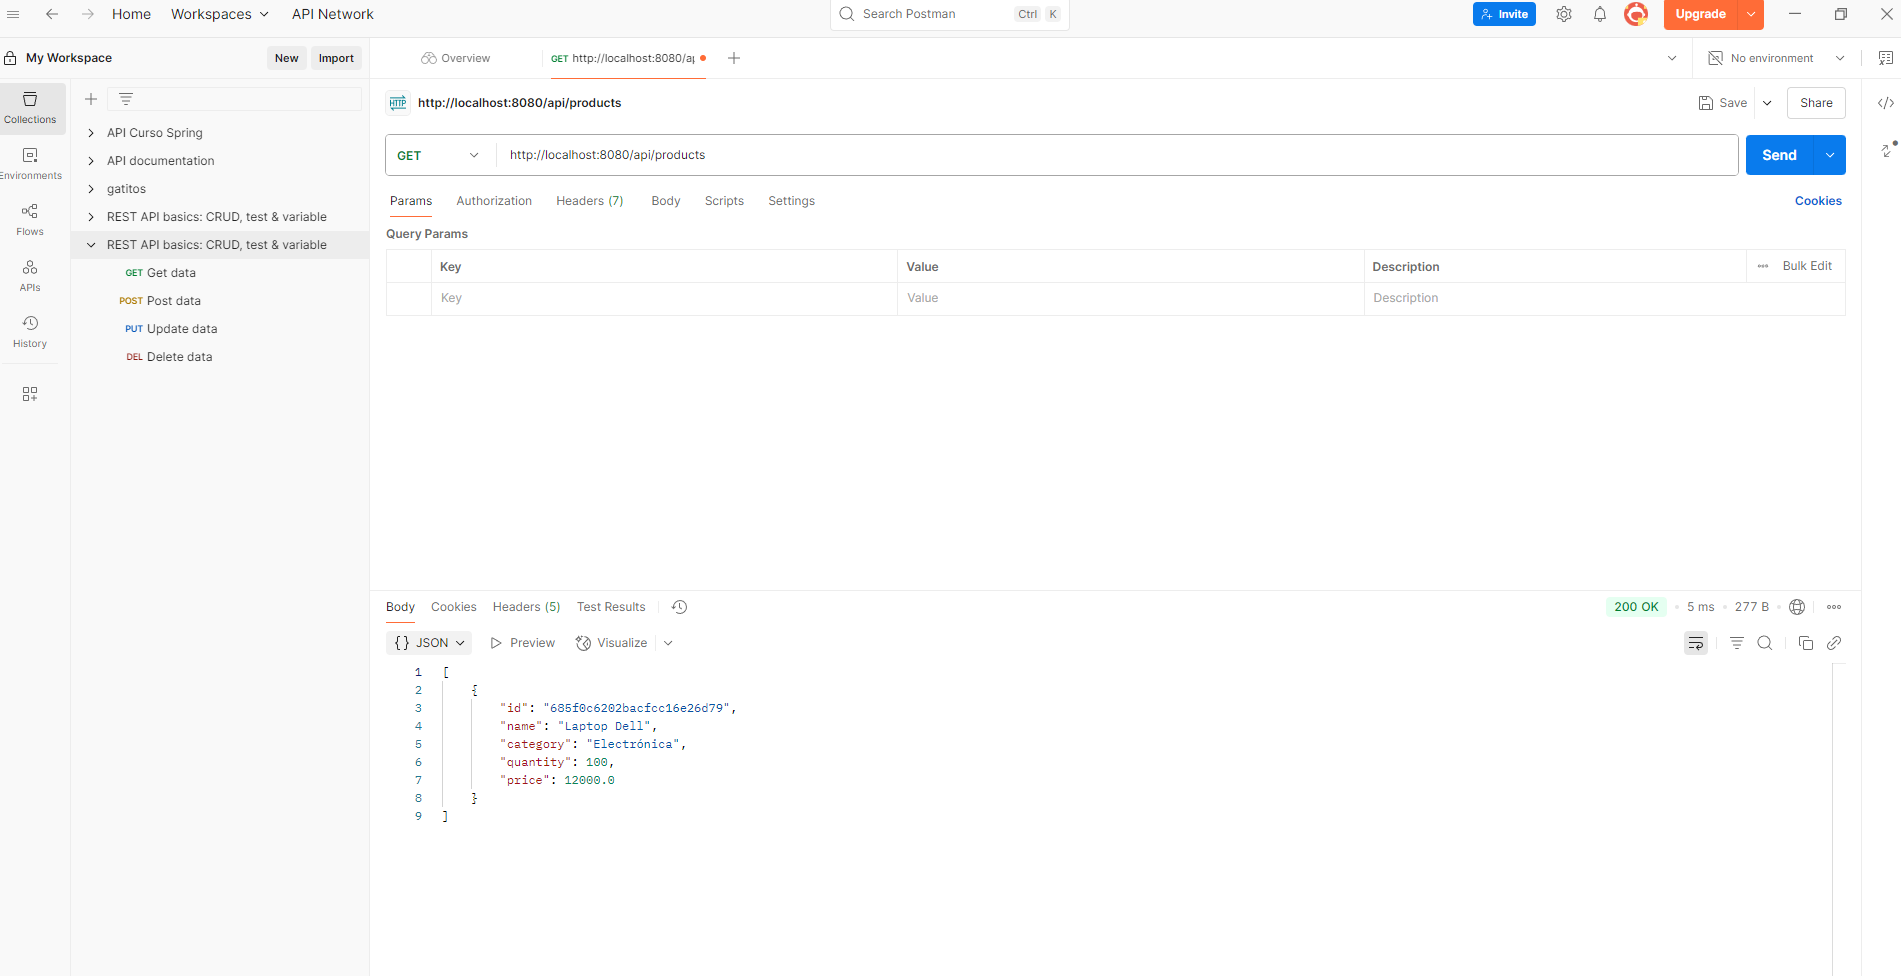 Home Workspaces API Network Search Postman Ctrl K Invite Upgrade
My Workspace New Import Overview GET http://localhost:8080/ap No environment
Collections
Environments
Flows
APIs
History
API Curso Spring
API documentation
gatitos
REST API basics: CRUD, test & variable
REST API basics: CRUD, test & variable
GET Get data
POST Post data
PUT Update data
DEL Delete data
HTTP http://localhost:8080/api/products Save Share
GET http://localhost:8080/api/products Send
Params Authorization Headers (7) Body Scripts Settings Cookies
Query Params
Key Value Description Bulk Edit
Key Value Description
Body Cookies Headers (5) Test Results 200 OK 5 ms 277 B
{} JSON Preview Visualize
1 [
2 {
3 "id": "685f0c6202bacfcc16e26d79",
4 "name": "Laptop Dell",
5 "category": "Electrónica",
6 "quantity": 100,
7 "price": 12000.0
8 }
9 ]